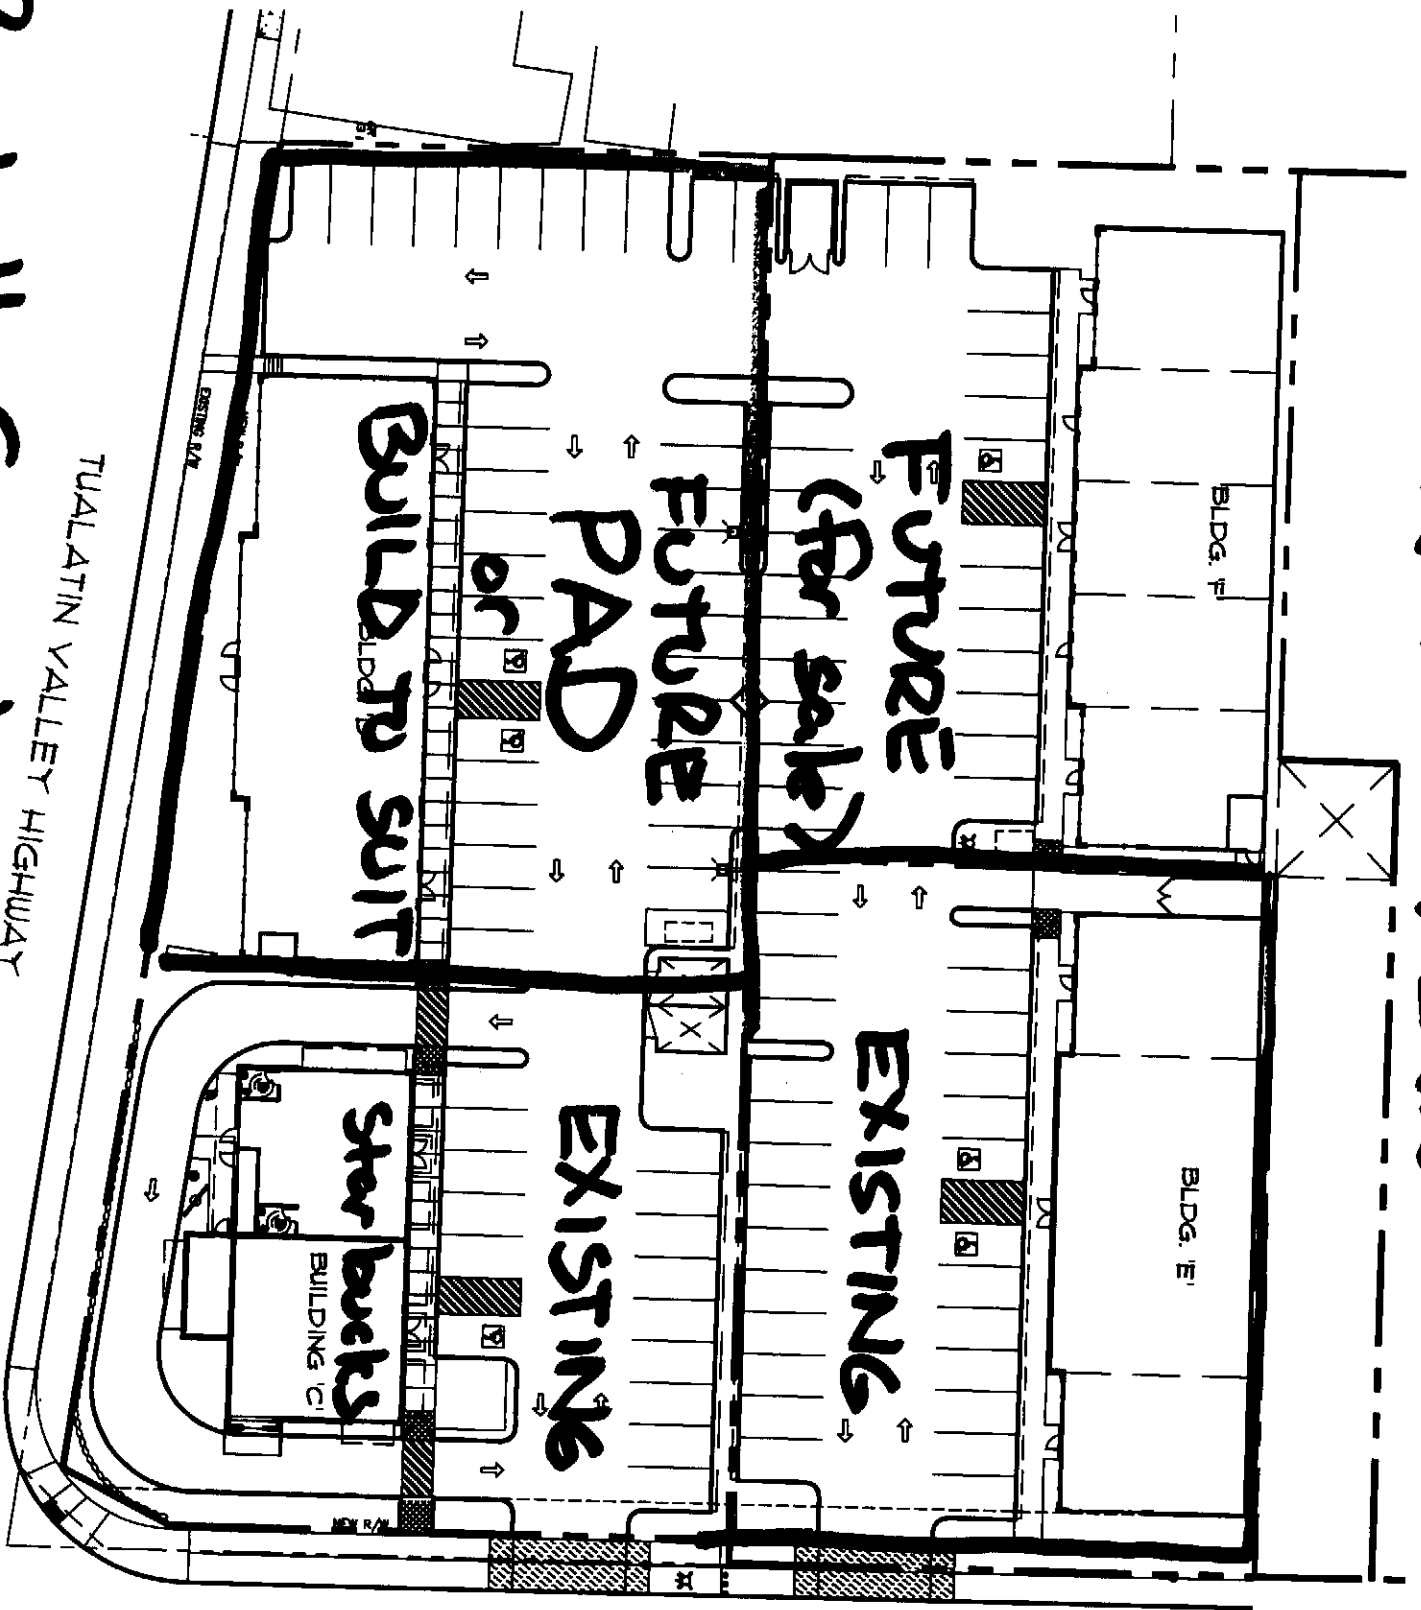 BLDG. 'F'
FUTURE
(for sale)
FUTURE
PAD
or
BUILD TO SUIT
BLDG
EXISTING R/W
TUALATIN VALLEY HIGHWAY
BLDG. 'E'
EXISTING
EXISTING
Starbucks
BUILDING 'C'
NEW R/W